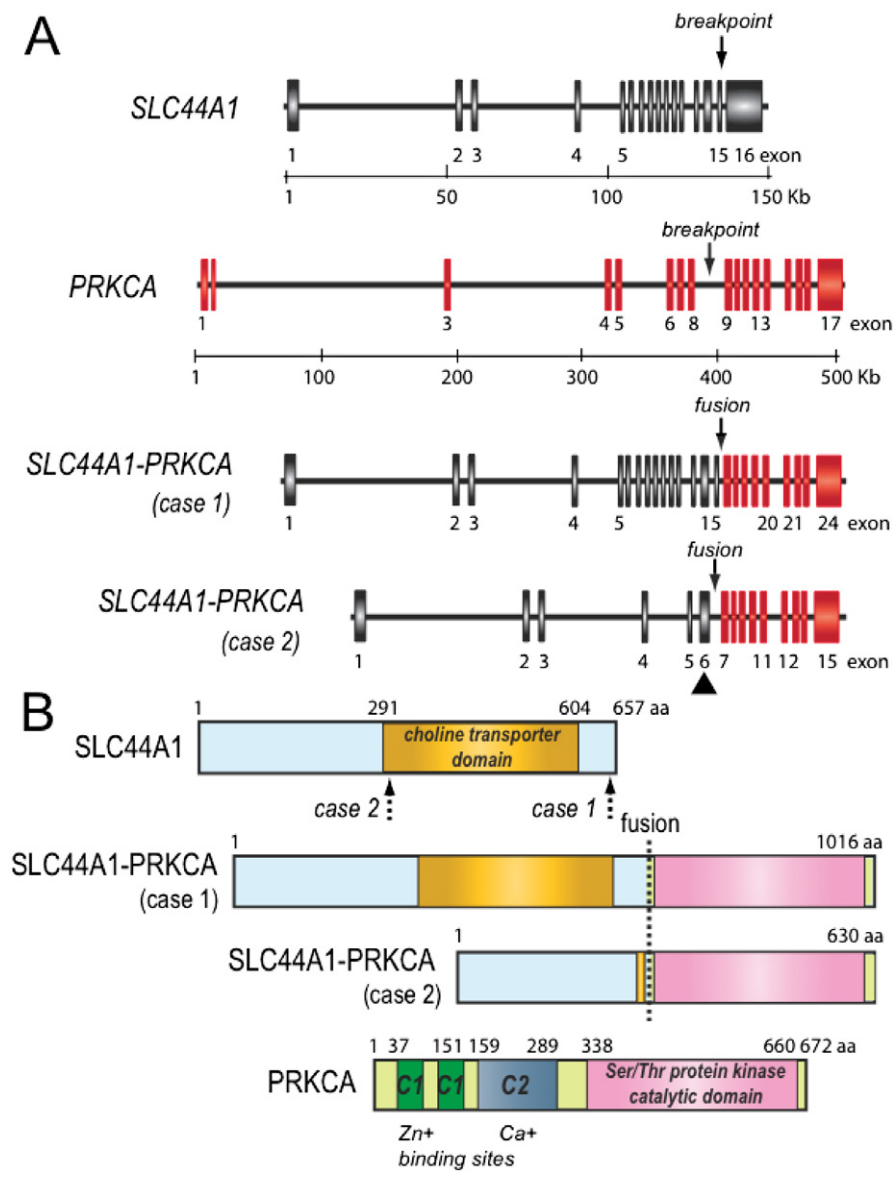 A
breakpoint
SLC44A1
1 2 3 4 5 15 16 exon
1 50 100 150 Kb
breakpoint
PRKCA
1 3 4 5 6 8 9 13 17 exon
1 100 200 300 400 500 Kb
fusion
SLC44A1-PRKCA
(case 1)
1 2 3 4 5 15 20 21 24 exon
fusion
SLC44A1-PRKCA
(case 2)
1 2 3 4 5 6 7 11 12 15 exon
B
1 291 604 657 aa
SLC44A1
choline transporter
domain
case 2 case 1
fusion
1 1016 aa
SLC44A1-PRKCA
(case 1)
1 630 aa
SLC44A1-PRKCA
(case 2)
1 37 151 159 289 338 660 672 aa
PRKCA
C1 C1 C2
Ser/Thr protein kinase
catalytic domain
Zn+ Ca+
binding sites